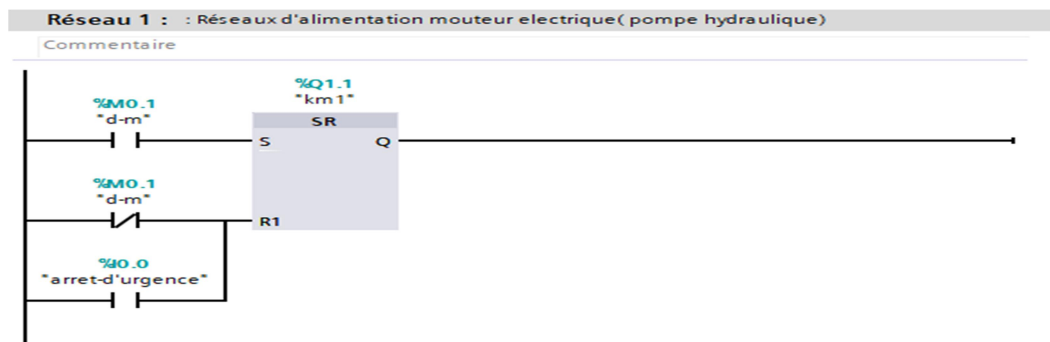 Réseau 1 : : Réseaux d'alimentation mouteur electrique( pompe hydraulique)
Commentaire
%Q1.1
"km1"
%M0.1
"d-m"
SR
S Q
%M0.1
"d-m"
R1
%I0.0
"arret-d'urgence"